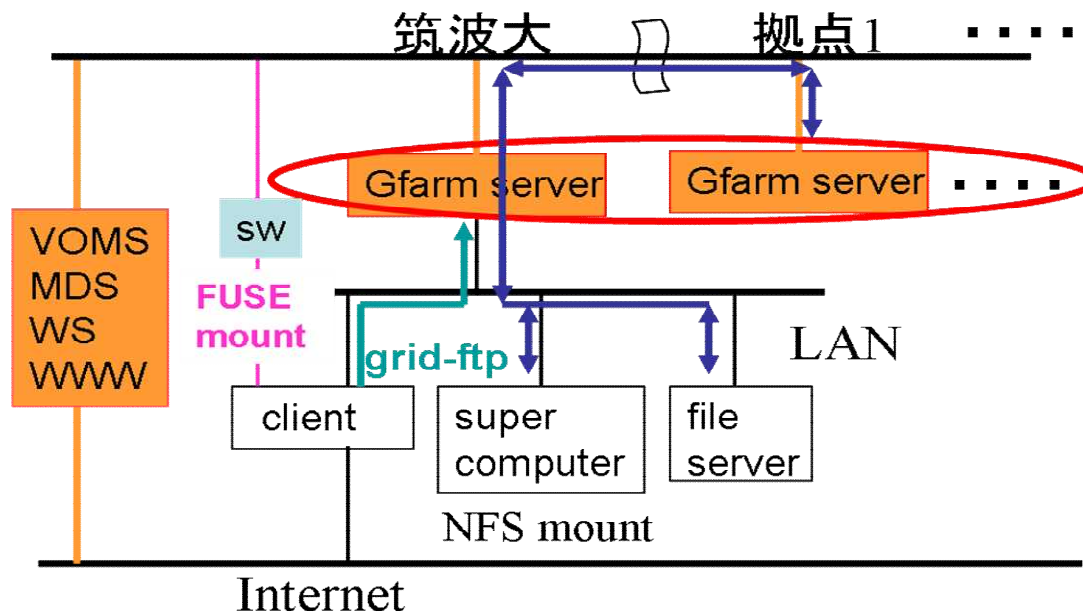 筑波大
拠点1
‥‥
Gfarm server
Gfarm server
‥‥
sw
VOMS
MDS
WS
WWW
FUSE
mount
LAN
grid-ftp
client
super
computer
file
server
NFS mount
Internet